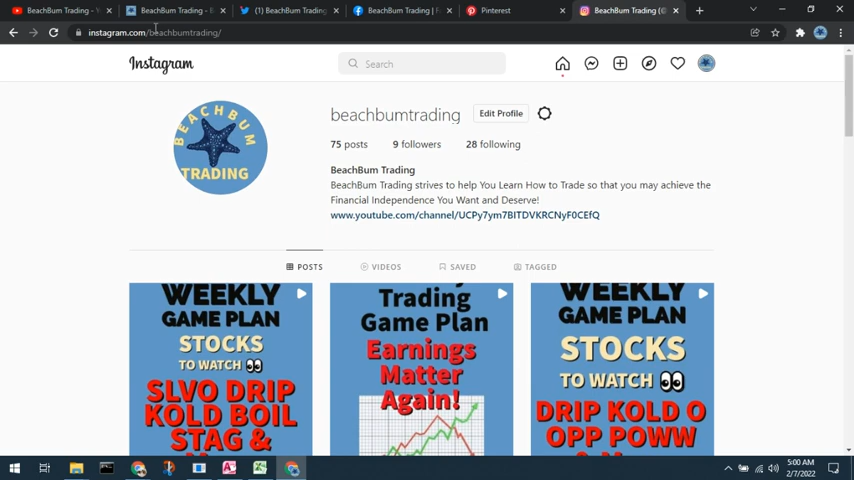 BeachBum Trading - 
BeachBum Trading - B
(1) BeachBum Trading
BeachBum Trading | F
Pinterest
BeachBum Trading (@
instagram.com/beachbumtrading/
Instagram
Search
BEACHBUM
TRADING
beachbumtrading
Edit Profile
75 posts
9 followers
28 following
BeachBum Trading
BeachBum Trading strives to help You Learn How to Trade so that you may achieve the
Financial Independence You Want and Deserve!
www.youtube.com/channel/UCPy7ym7BITDVKRCNyF0CEfQ
POSTS
VIDEOS
SAVED
TAGGED
WEEKLY
GAME PLAN
STOCKS
TO WATCH
SLVO DRIP
KOLD BOIL
STAG &
Trading
Game Plan
Earnings
Matter
Again!
WEEKLY
GAME PLAN
STOCKS
TO WATCH
DRIP KOLD O
OPP POWW
5:00 AM
2/7/2022